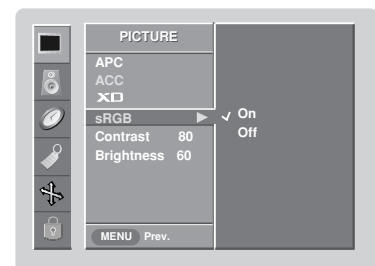 PICTURE
APC
ACC
XD
sRGB ▶ ✓ On
Off
Contrast 80
Brightness 60
MENU Prev.